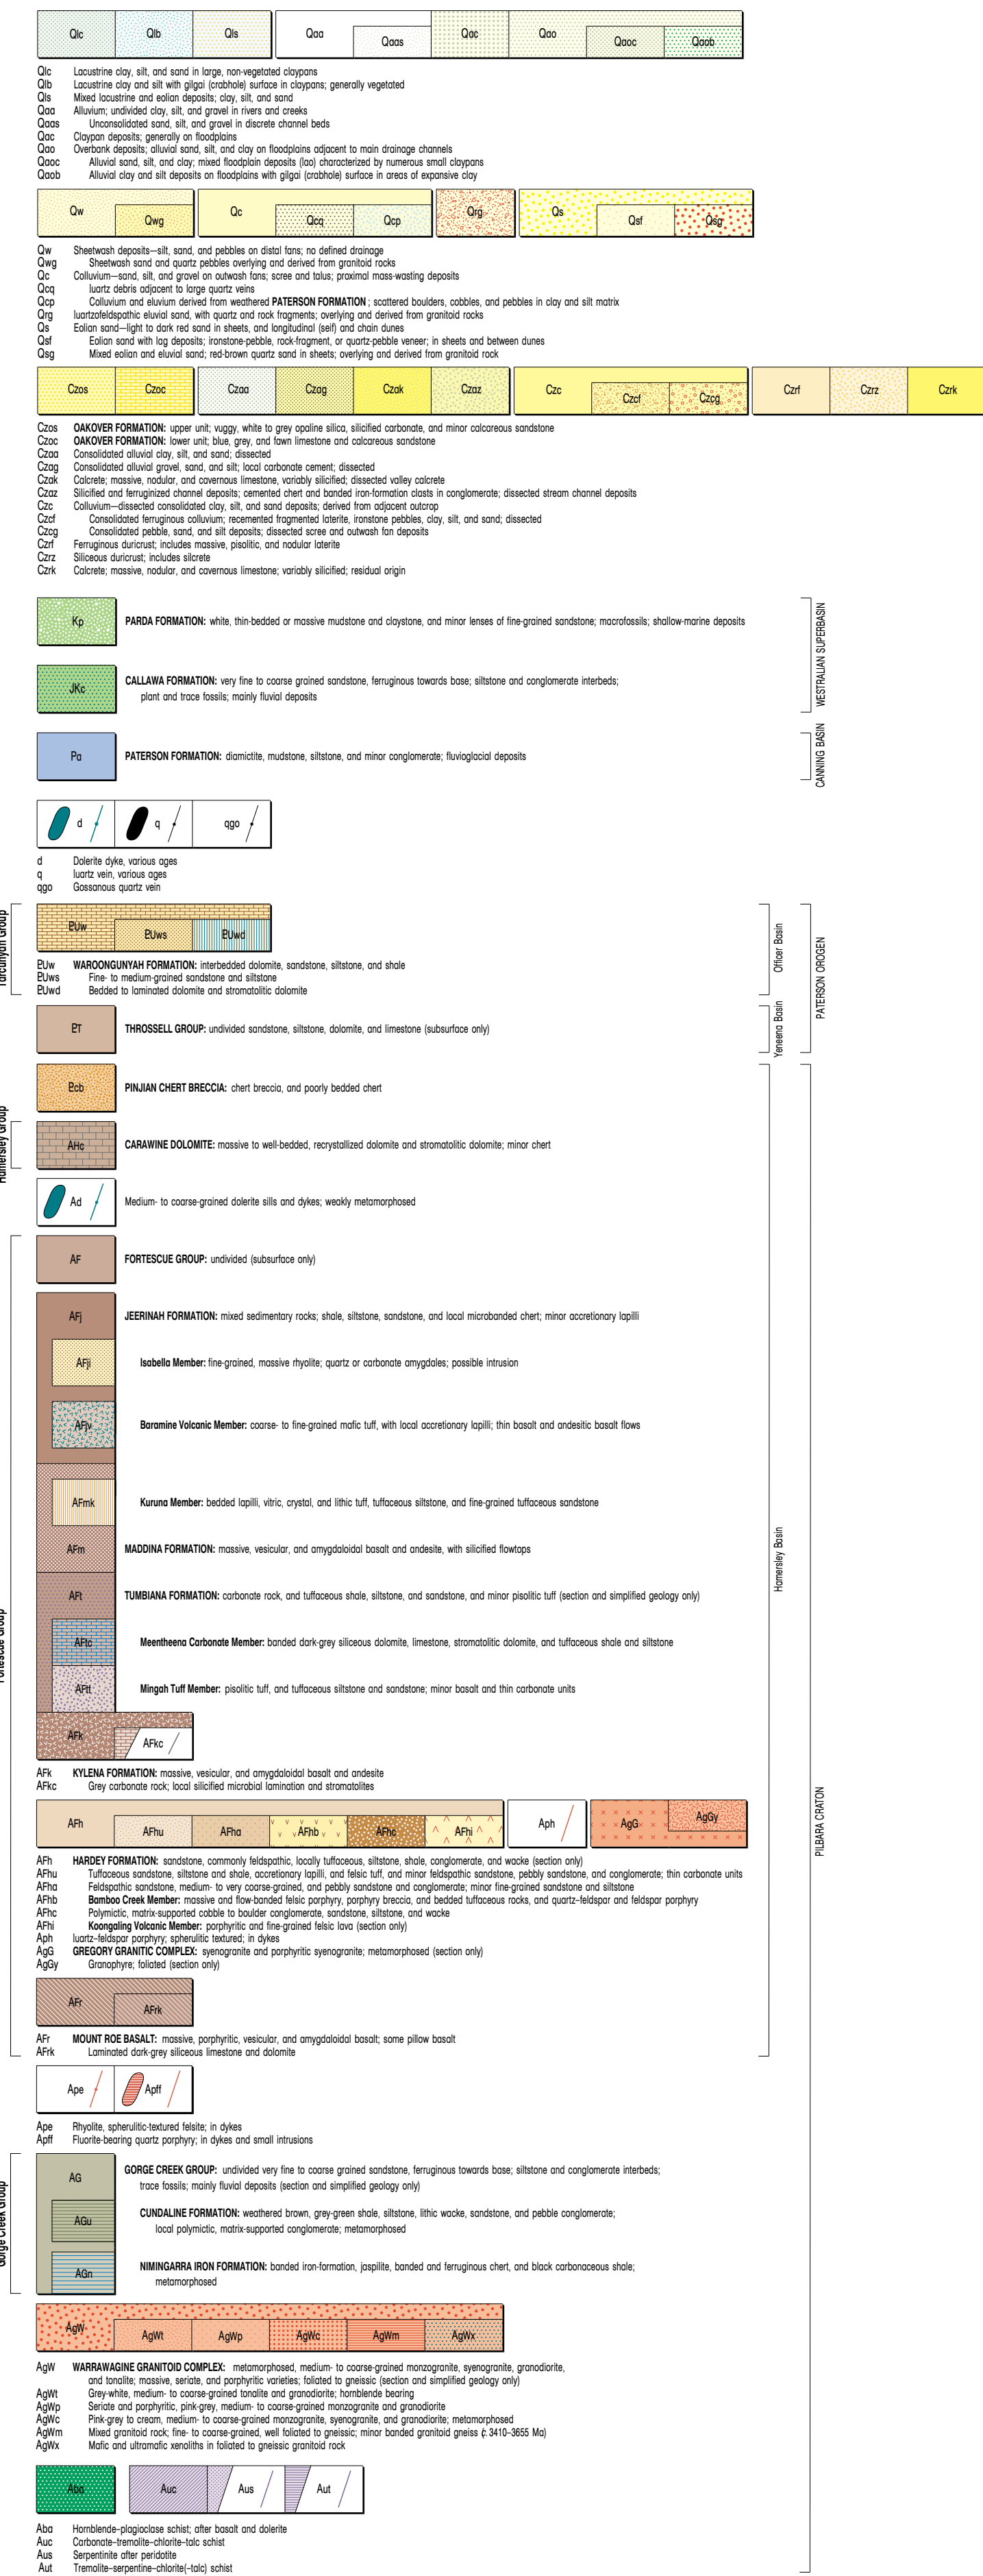 Qlc Qlb Qls Qaa Qaas Qac Qao Qaoc Qaob
Qlc Lacustrine clay, silt, and sand in large, non-vegetated claypans
Qlb Lacustrine clay and silt with gilgai (crabhole) surface in claypans; generally vegetated
Qls Mixed lacustrine and eolian deposits; clay, silt, and sand
Qaa Alluvium; undivided clay, silt, and gravel in rivers and creeks
Qaas Unconsolidated sand, silt, and gravel in discrete channel beds
Qac Claypan deposits; generally on floodplains
Qao Overbank deposits; alluvial sand, silt, and clay on floodplains adjacent to main drainage channels
Qaoc Alluvial sand, silt, and clay; mixed floodplain deposits (lao) characterized by numerous small claypans
Qaob Alluvial clay and silt deposits on floodplains with gilgai (crabhole) surface in areas of expansive clay
Qw Qwg Qc Qcq Qcp Qrg Qs Qsf Qsg
Qw Sheetwash deposits—silt, sand, and pebbles on distal fans; no defined drainage
Qwg Sheetwash sand and quartz pebbles overlying and derived from granitoid rocks
Qc Colluvium—sand, silt, and gravel on outwash fans; scree and talus; proximal mass-wasting deposits
Qcq luartz debris adjacent to large quartz veins
Qcp Colluvium and eluvium derived from weathered PATERSON FORMATION ; scattered boulders, cobbles, and pebbles in clay and silt matrix
Qrg luartzofeldspathic eluvial sand, with quartz and rock fragments; overlying and derived from granitoid rocks
Qs Eolian sand—light to dark red sand in sheets, and longitudinal (seif) and chain dunes
Qsf Eolian sand with lag deposits; ironstone-pebble, rock-fragment, or quartz-pebble veneer; in sheets and between dunes
Qsg Mixed eolian and eluvial sand; red-brown quartz sand in sheets; overlying and derived from granitoid rock
Czos Czoc Czaa Czag Czak Czaz Czc Czcf Czcg Czrf Czrz Czrk
Czos OAKOVER FORMATION: upper unit; vuggy, white to grey opaline silica, silicified carbonate, and minor calcareous sandstone
Czoc OAKOVER FORMATION: lower unit; blue, grey, and fawn limestone and calcareous sandstone
Czaa Consolidated alluvial clay, silt, and sand; dissected
Czag Consolidated alluvial gravel, sand, and silt; local carbonate cement; dissected
Czak Calcrete; massive, nodular, and cavernous limestone, variably silicified; dissected valley calcrete
Czaz Silicified and ferruginized channel deposits; cemented chert and banded iron-formation clasts in conglomerate; dissected stream channel deposits
Czc Colluvium—dissected consolidated clay, silt, and sand deposits; derived from adjacent outcrop
Czcf Consolidated ferruginous colluvium; recemented fragmented laterite, ironstone pebbles, clay, silt, and sand; dissected
Czcg Consolidated pebble, sand, and silt deposits; dissected scree and outwash fan deposits
Czrf Ferruginous duricrust; includes massive, pisolitic, and nodular laterite
Czrz Siliceous duricrust; includes silcrete
Czrk Calcrete; massive, nodular, and cavernous limestone; variably silicified; residual origin
Kp PARDA FORMATION: white, thin-bedded or massive mudstone and claystone, and minor lenses of fine-grained sandstone; macrofossils; shallow-marine deposits
WESTRALIAN SUPERBASIN
JKc CALLAWA FORMATION: very fine to coarse grained sandstone, ferruginous towards base; siltstone and conglomerate interbeds;
plant and trace fossils; mainly fluvial deposits
Pa PATERSON FORMATION: diamictite, mudstone, siltstone, and minor conglomerate; fluvioglacial deposits
CANNING BASIN
d q qgo
d Dolerite dyke, various ages
q luartz vein, various ages
qgo Gossanous quartz vein
Tarcunyah Group
PUw PUws PUwd
PUw WAROONGUNYAH FORMATION: interbedded dolomite, sandstone, siltstone, and shale
PUws Fine- to medium-grained sandstone and siltstone
PUwd Bedded to laminated dolomite and stromatolitic dolomite
Officer Basin
PATERSON OROGEN
PT THROSSELL GROUP: undivided sandstone, siltstone, dolomite, and limestone (subsurface only)
Yeneena Basin
Pcb PINJIAN CHERT BRECCIA: chert breccia, and poorly bedded chert
Hamersley Group
AHc CARAWINE DOLOMITE: massive to well-bedded, recrystallized dolomite and stromatolitic dolomite; minor chert
Ad Medium- to coarse-grained dolerite sills and dykes; weakly metamorphosed
AF FORTESCUE GROUP: undivided (subsurface only)
AFj JEERINAH FORMATION: mixed sedimentary rocks; shale, siltstone, sandstone, and local microbanded chert; minor accretionary lapilli
AFji Isabella Member: fine-grained, massive rhyolite; quartz or carbonate amygdales; possible intrusion
AFjv Baramine Volcanic Member: coarse- to fine-grained mafic tuff, with local accretionary lapilli; thin basalt and andesitic basalt flows
AFmk Kuruna Member: bedded lapilli, vitric, crystal, and lithic tuff, tuffaceous siltstone, and fine-grained tuffaceous sandstone
AFm MADDINA FORMATION: massive, vesicular, and amygdaloidal basalt and andesite, with silicified flowtops
Hamersley Basin
AFt TUMBIANA FORMATION: carbonate rock, and tuffaceous shale, siltstone, and sandstone, and minor pisolitic tuff (section and simplified geology only)
Fortescue Group
AFtc Meentheena Carbonate Member: banded dark-grey siliceous dolomite, limestone, stromatolitic dolomite, and tuffaceous shale and siltstone
AFtt Mingah Tuff Member: pisolitic tuff, and tuffaceous siltstone and sandstone; minor basalt and thin carbonate units
AFk AFkc
AFk KYLENA FORMATION: massive, vesicular, and amygdaloidal basalt and andesite
AFkc Grey carbonate rock; local silicified microbial lamination and stromatolites
PILBARA CRATON
AFh AFhu AFha AFhb AFhc AFhi Aph AgG AgGy
AFh HARDEY FORMATION: sandstone, commonly feldspathic, locally tuffaceous, siltstone, shale, conglomerate, and wacke (section only)
AFhu Tuffaceous sandstone, siltstone and shale, accretionary lapilli, and felsic tuff, and minor feldspathic sandstone, pebbly sandstone, and conglomerate; thin carbonate units
AFha Feldspathic sandstone, medium- to very coarse-grained, and pebbly sandstone and conglomerate; minor fine-grained sandstone and siltstone
AFhb Bamboo Creek Member: massive and flow-banded felsic porphyry, porphyry breccia, and bedded tuffaceous rocks, and quartz–feldspar and feldspar porphyry
AFhc Polymictic, matrix-supported cobble to boulder conglomerate, sandstone, siltstone, and wacke
AFhi Koongaling Volcanic Member: porphyritic and fine-grained felsic lava (section only)
Aph luartz–feldspar porphyry; spherulitic textured; in dykes
AgG GREGORY GRANITIC COMPLEX: syenogranite and porphyritic syenogranite; metamorphosed (section only)
AgGy Granophyre; foliated (section only)
AFr AFrk
AFr MOUNT ROE BASALT: massive, porphyritic, vesicular, and amygdaloidal basalt; some pillow basalt
AFrk Laminated dark-grey siliceous limestone and dolomite
Ape Apff
Ape Rhyolite, spherulitic-textured felsite; in dykes
Apff Fluorite-bearing quartz porphyry; in dykes and small intrusions
Gorge Creek Group
AG GORGE CREEK GROUP: undivided very fine to coarse grained sandstone, ferruginous towards base; siltstone and conglomerate interbeds;
trace fossils; mainly fluvial deposits (section and simplified geology only)
AGu CUNDALINE FORMATION: weathered brown, grey-green shale, siltstone, lithic wacke, sandstone, and pebble conglomerate;
local polymictic, matrix-supported conglomerate; metamorphosed
AGn NIMINGARRA IRON FORMATION: banded iron-formation, jaspilite, banded and ferruginous chert, and black carbonaceous shale;
metamorphosed
AgW AgWt AgWp AgWc AgWm AgWx
AgW WARRAWAGINE GRANITOID COMPLEX: metamorphosed, medium- to coarse-grained monzogranite, syenogranite, granodiorite,
and tonalite; massive, seriate, and porphyritic varieties; foliated to gneissic (section and simplified geology only)
AgWt Grey-white, medium- to coarse-grained tonalite and granodiorite; hornblende bearing
AgWp Seriate and porphyritic, pink-grey, medium- to coarse-grained monzogranite and granodiorite
AgWc Pink-grey to cream, medium- to coarse-grained monzogranite, syenogranite, and granodiorite; metamorphosed
AgWm Mixed granitoid rock; fine- to coarse-grained, well foliated to gneissic; minor banded granitoid gneiss (c.3410–3655 Ma)
AgWx Mafic and ultramafic xenoliths in foliated to gneissic granitoid rock
Aba Auc Aus Aut
Aba Hornblende–plagioclase schist; after basalt and dolerite
Auc Carbonate–tremolite–chlorite–talc schist
Aus Serpentinite after peridotite
Aut Tremolite–serpentine–chlorite(–talc) schist